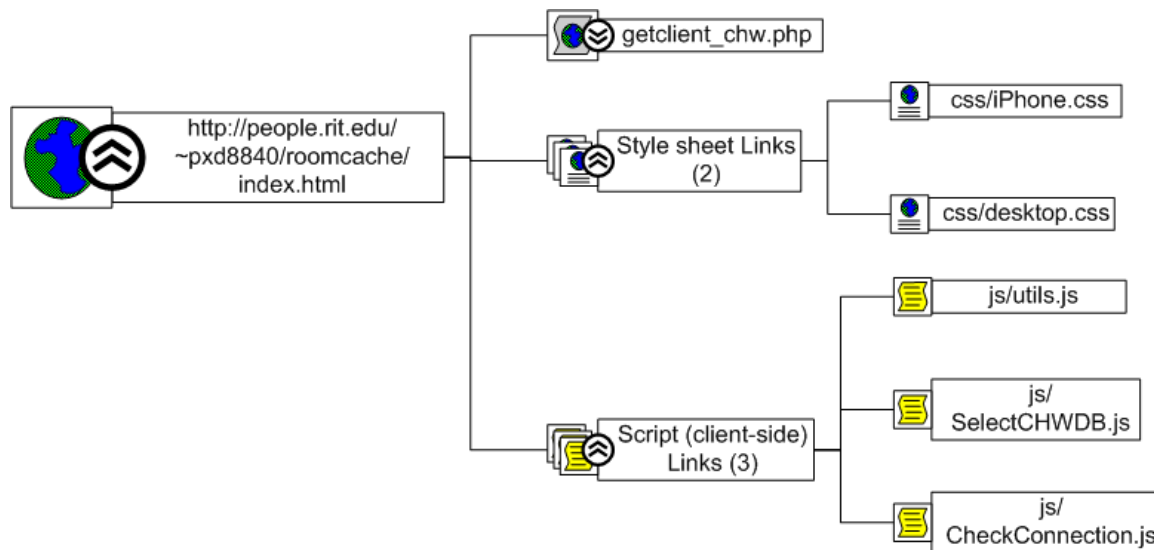 http://people.rit.edu/
~pxd8840/roomcache/
index.html
getclient_chw.php
Style sheet Links
(2)
css/iPhone.css
css/desktop.css
Script (client-side)
Links (3)
js/utils.js
js/
SelectCHWDB.js
js/
CheckConnection.js